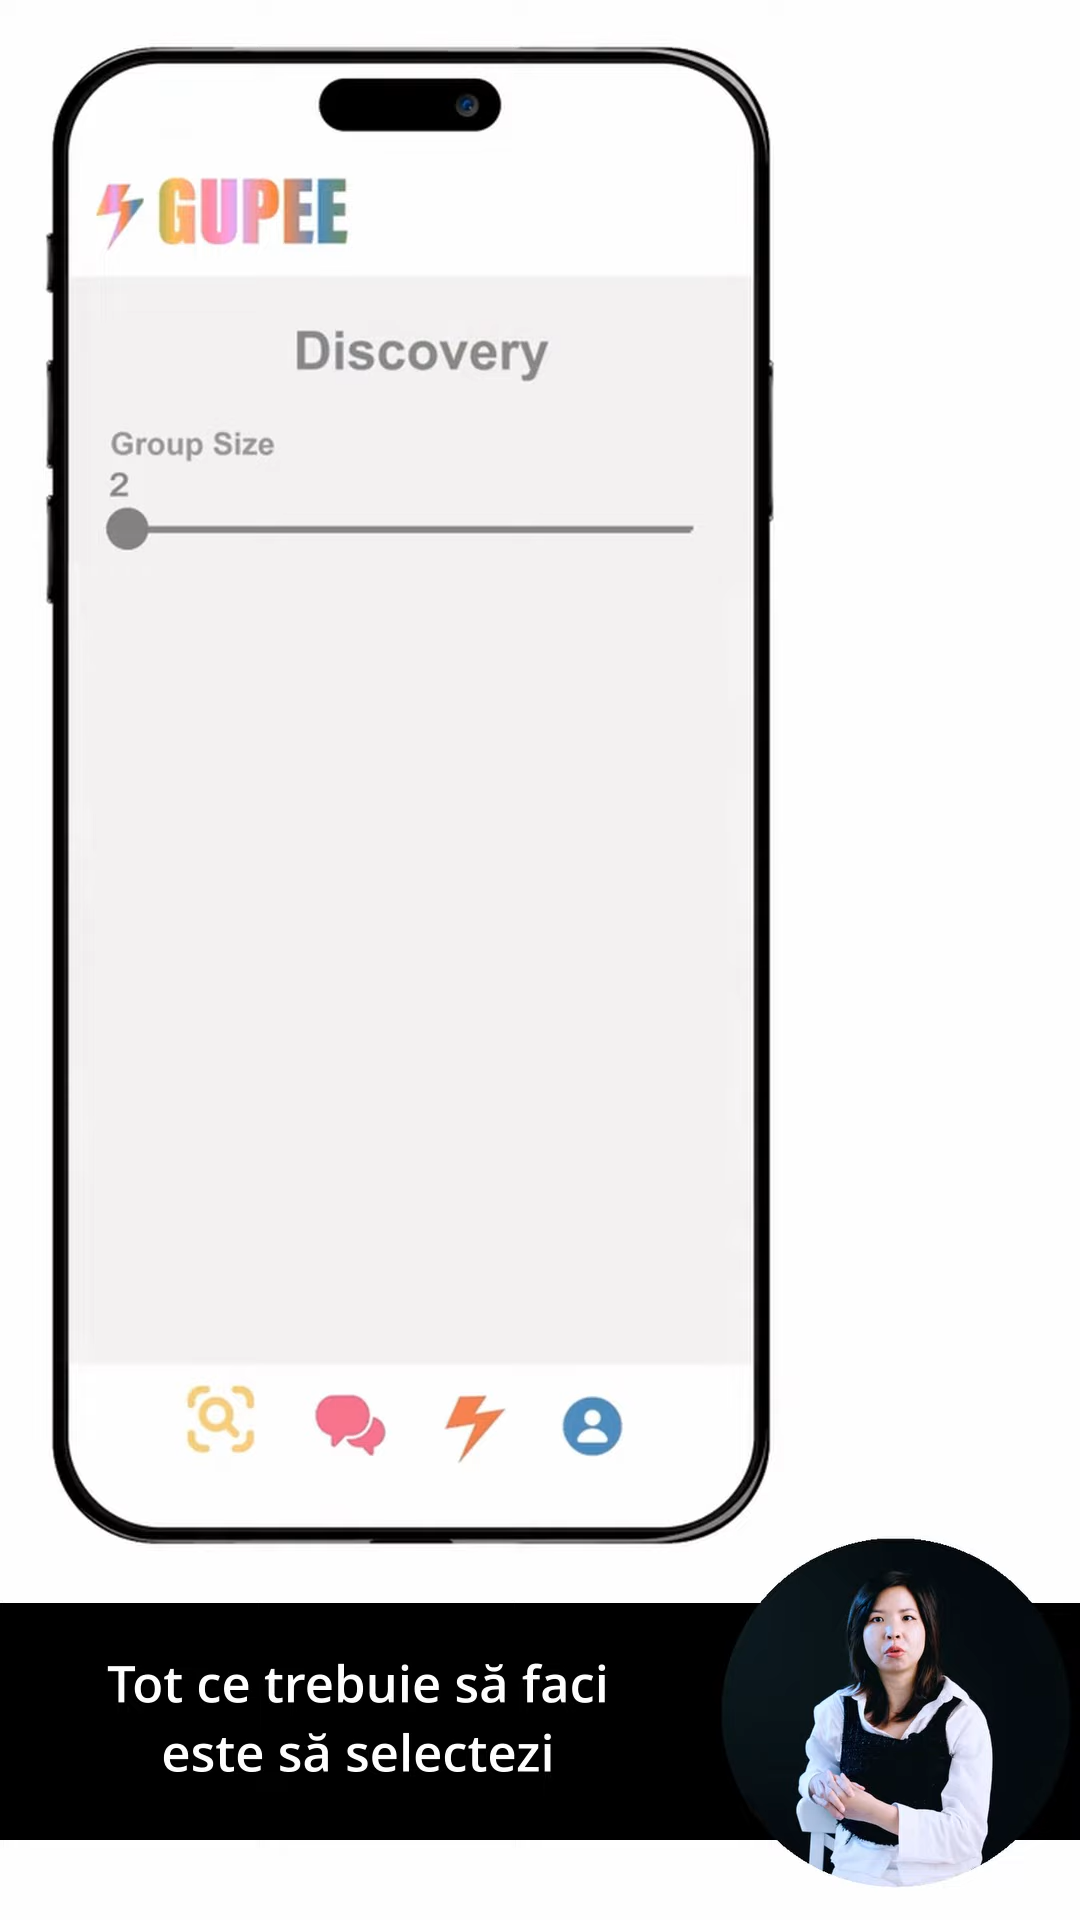 GUPEE
Discovery
Group Size
2
Tot ce trebuie să faci
este să selectezi